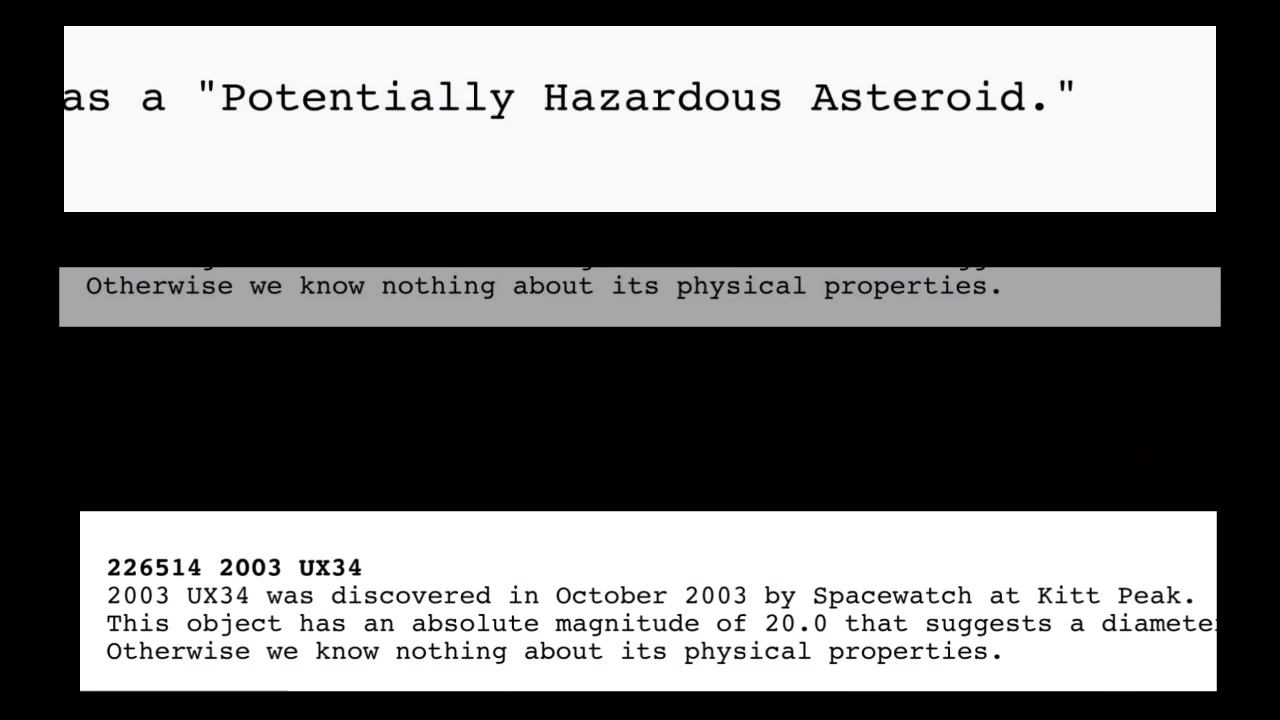 as a "Potentially Hazardous Asteroid."
Otherwise we know nothing about its physical properties.
226514 2003 UX34
2003 UX34 was discovered in October 2003 by Spacewatch at Kitt Peak.
This object has an absolute magnitude of 20.0 that suggests a
Otherwise we know nothing about its physical properties.